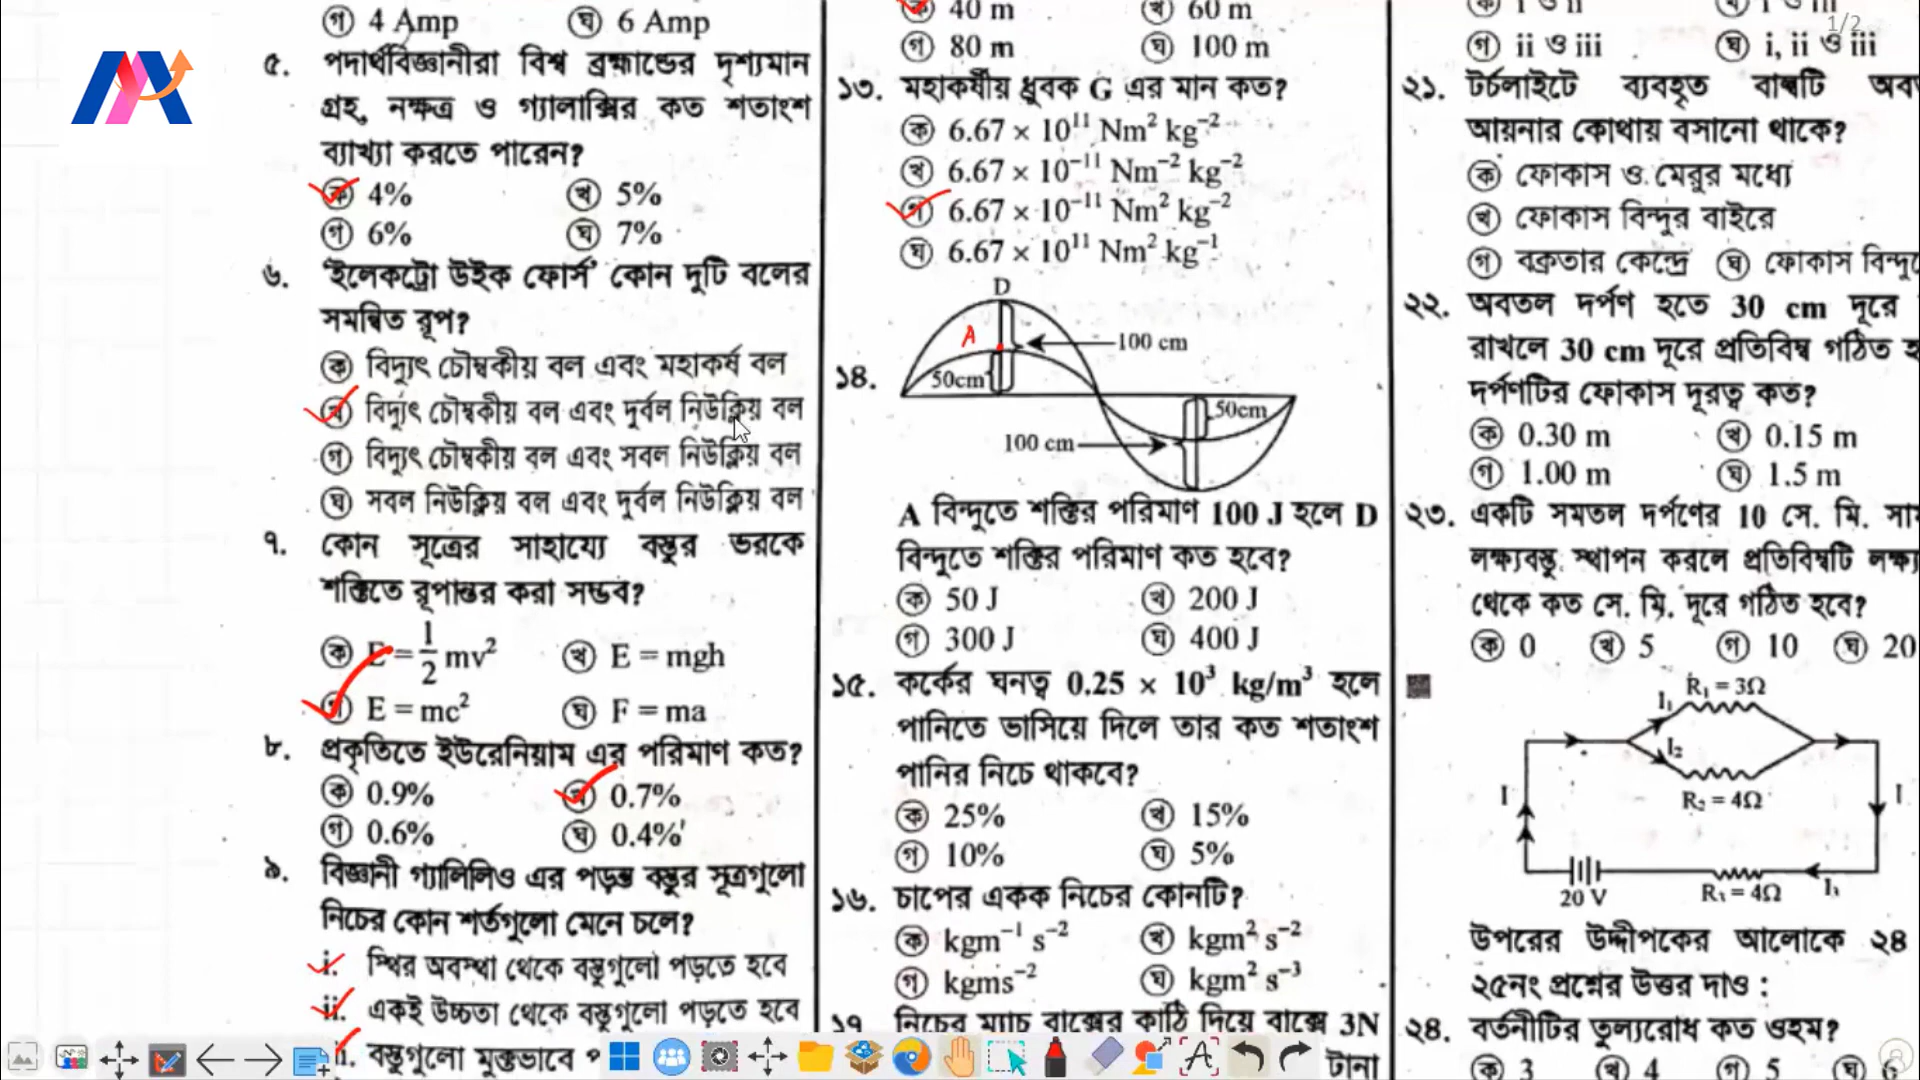 গ 4 Amp ঘ 6 Amp
৫. পদার্থবিজ্ঞানীরা বিশ্ব ব্রহ্মাণ্ডের দৃশ্যমান
গ্রহ, নক্ষত্র ও গ্যালাক্সির কত শতাংশ
ব্যাখ্যা করতে পারেন?
ক 4% খ 5%
গ 6% ঘ 7%
৬. ‘ইলেকট্রো উইক ফোর্স’ কোন দুটি বলের
সমন্বিত রূপ?
ক বিদ্যুৎ চৌম্বকীয় বল এবং মহাকর্ষ বল
খ বিদ্যুৎ চৌম্বকীয় বল এবং দুর্বল নিউক্লিয় বল
গ বিদ্যুৎ চৌম্বকীয় বল এবং সবল নিউক্লিয় বল
ঘ সবল নিউক্লিয় বল এবং দুর্বল নিউক্লিয় বল
৭. কোন সূত্রের সাহায্যে বস্তুর ভরকে
শক্তিতে রূপান্তর করা সম্ভব?
ক E = 1/2 mv² খ E = mgh
গ E = mc² ঘ F = ma
৮. প্রকৃতিতে ইউরেনিয়াম এর পরিমাণ কত?
ক 0.9% খ 0.7%
গ 0.6% ঘ 0.4%
৯. বিজ্ঞানী গ্যালিলিও এর পড়ন্ত বস্তুর সূত্রগুলো
নিচের কোন শর্তগুলো মেনে চলে?
i. স্থির অবস্থা থেকে বস্তুগুলো পড়তে হবে
ii. একই উচ্চতা থেকে বস্তুগুলো পড়তে হবে
বস্তুগুলো মুক্তভাবে
40 m খ 60 m
গ 80 m ঘ 100 m
১৩. মহাকর্ষীয় ধ্রুবক G এর মান কত?
ক 6.67 × 10¹¹ Nm² kg⁻²
খ 6.67 × 10⁻¹¹ Nm⁻² kg⁻²
গ 6.67 × 10⁻¹¹ Nm² kg⁻²
ঘ 6.67 × 10¹¹ Nm² kg⁻¹
D
A
100 cm
১৪. 50cm
50cm
100 cm
A বিন্দুতে শক্তির পরিমাণ 100 J হলে D
বিন্দুতে শক্তির পরিমাণ কত হবে?
ক 50 J খ 200 J
গ 300 J ঘ 400 J
১৫. কর্কের ঘনত্ব 0.25 × 10³ kg/m³ হলে
পানিতে ভাসিয়ে দিলে তার কত শতাংশ
পানির নিচে থাকবে?
ক 25% খ 15%
গ 10% ঘ 5%
১৬. চাপের একক নিচের কোনটি?
ক kgm⁻¹ s⁻² খ kgm² s⁻²
গ kgms⁻² ঘ kgm² s⁻³
১৭ নিচের ম্যাচ বাক্সের কাঠি দিয়ে বাক্সে 3N
টানা
1/2
গ ii ও iii ঘ i, ii ও iii
২১. টর্চলাইটে ব্যবহৃত বাল্বটি
আয়নার কোথায় বসানো থাকে?
ক ফোকাস ও মেরুর মধ্যে
খ ফোকাস বিন্দুর বাইরে
গ বক্রতার কেন্দ্রে ঘ ফোকাস বিন্দুতে
২২. অবতল দর্পণ হতে 30 cm দূরে
রাখলে 30 cm দূরে প্রতিবিম্ব গঠিত
দর্পণটির ফোকাস দূরত্ব কত?
ক 0.30 m খ 0.15 m
গ 1.00 m ঘ 1.5 m
২৩. একটি সমতল দর্পণের 10 সে. মি.
লক্ষ্যবস্তু স্থাপন করলে প্রতিবিম্বটি
থেকে কত সে. মি. দূরে গঠিত হবে?
ক 0 খ 5 গ 10 ঘ 20
R₁ = 3Ω
I₁
I₂
I R₂ = 4Ω I
20 V R₃ = 4Ω I₃
উপরের উদ্দীপকের আলোকে ২৪
২৫নং প্রশ্নের উত্তর দাও :
২৪. বর্তনীটির তুল্যরোধ কত ওহম?
ক 3 খ 4 গ 5 ঘ 6